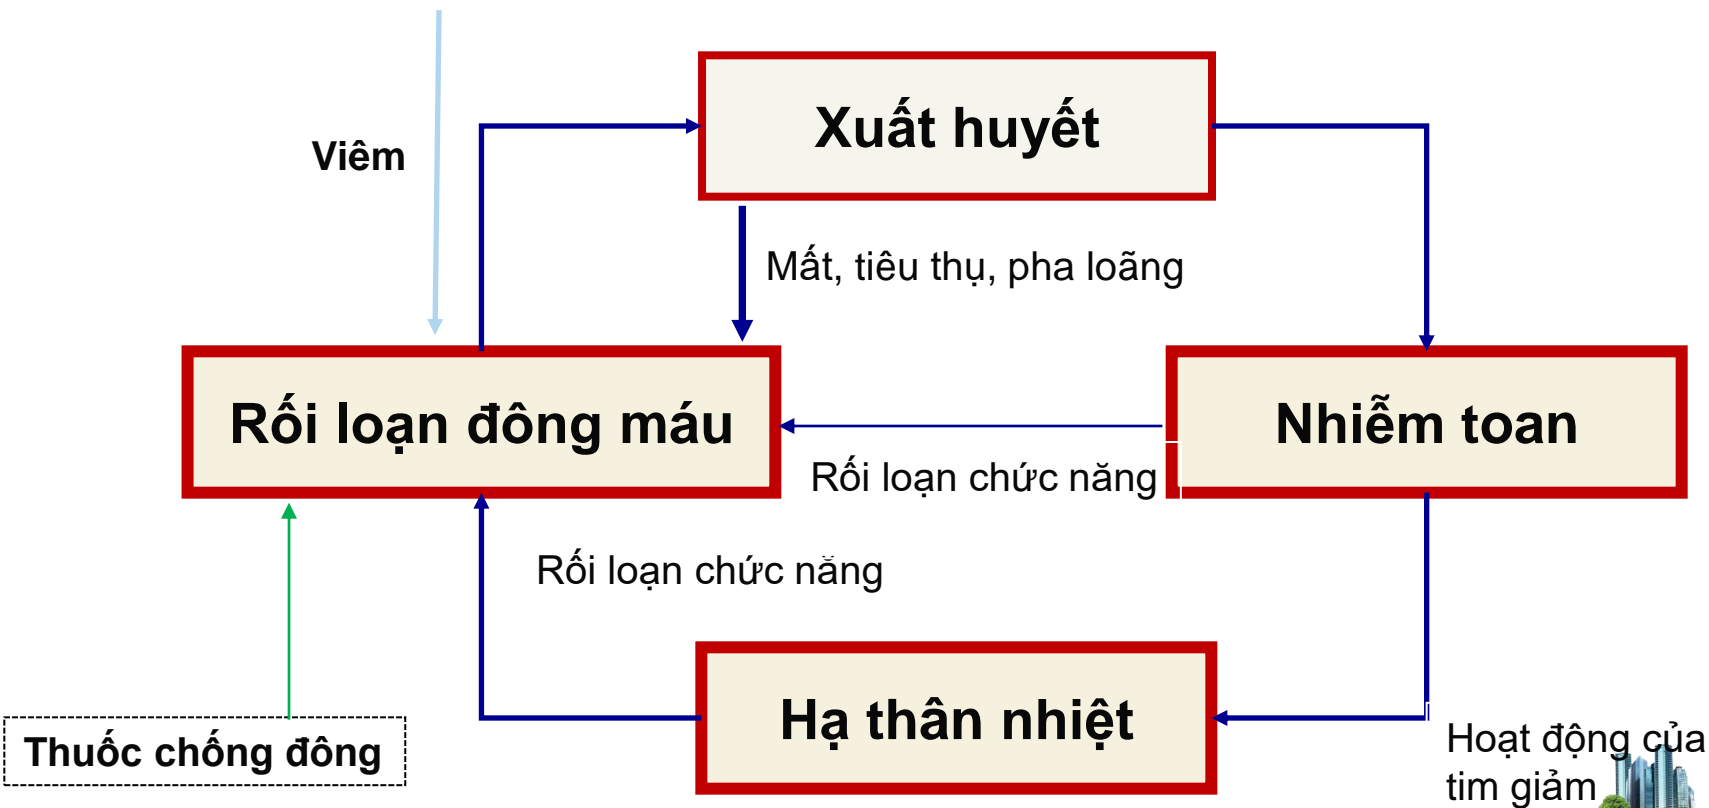 Xuất huyết
Viêm
Mất, tiêu thụ, pha loãng
Rối loạn đông máu
Nhiễm toan
Rối loạn chức năng
Rối loạn chức năng
Hạ thân nhiệt
Thuốc chống đông
Hoạt động của
tim giảm